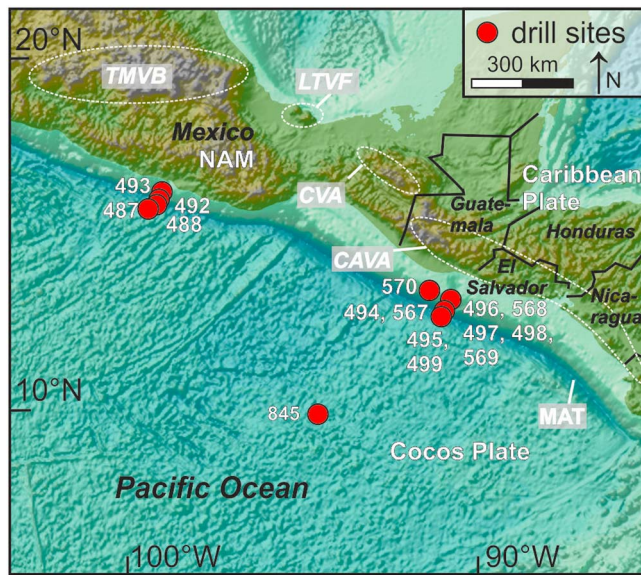 20°N
drill sites
300 km
N
TMVB
LTVF
Mexico
NAM
Caribbean
Plate
CVA
493
487
492
488
Guate-
mala
Honduras
CAVA
El
Salvador
Nica-
ragua
570
494, 567
496, 568
497, 498,
569
495,
499
10°N
845
MAT
Cocos Plate
Pacific Ocean
100°W
90°W